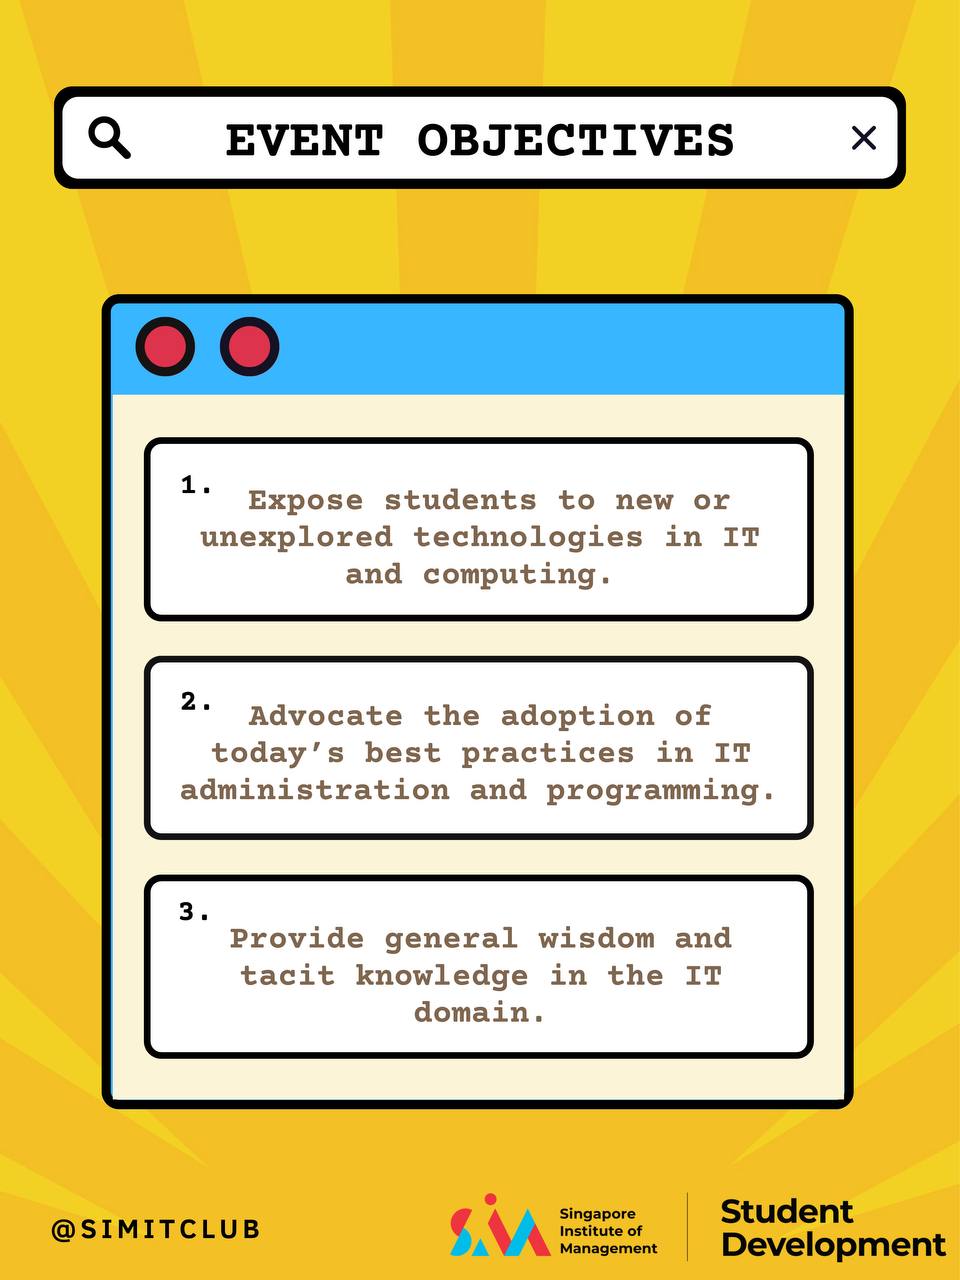 EVENT OBJECTIVES
1.
Expose students to new or
unexplored technologies in IT
and computing.
2.
Advocate the adoption of
today’s best practices in IT
administration and programming.
3.
Provide general wisdom and
tacit knowledge in the IT
domain.
@SIMITCLUB
SiM
Singapore
Institute of
Management
Student
Development